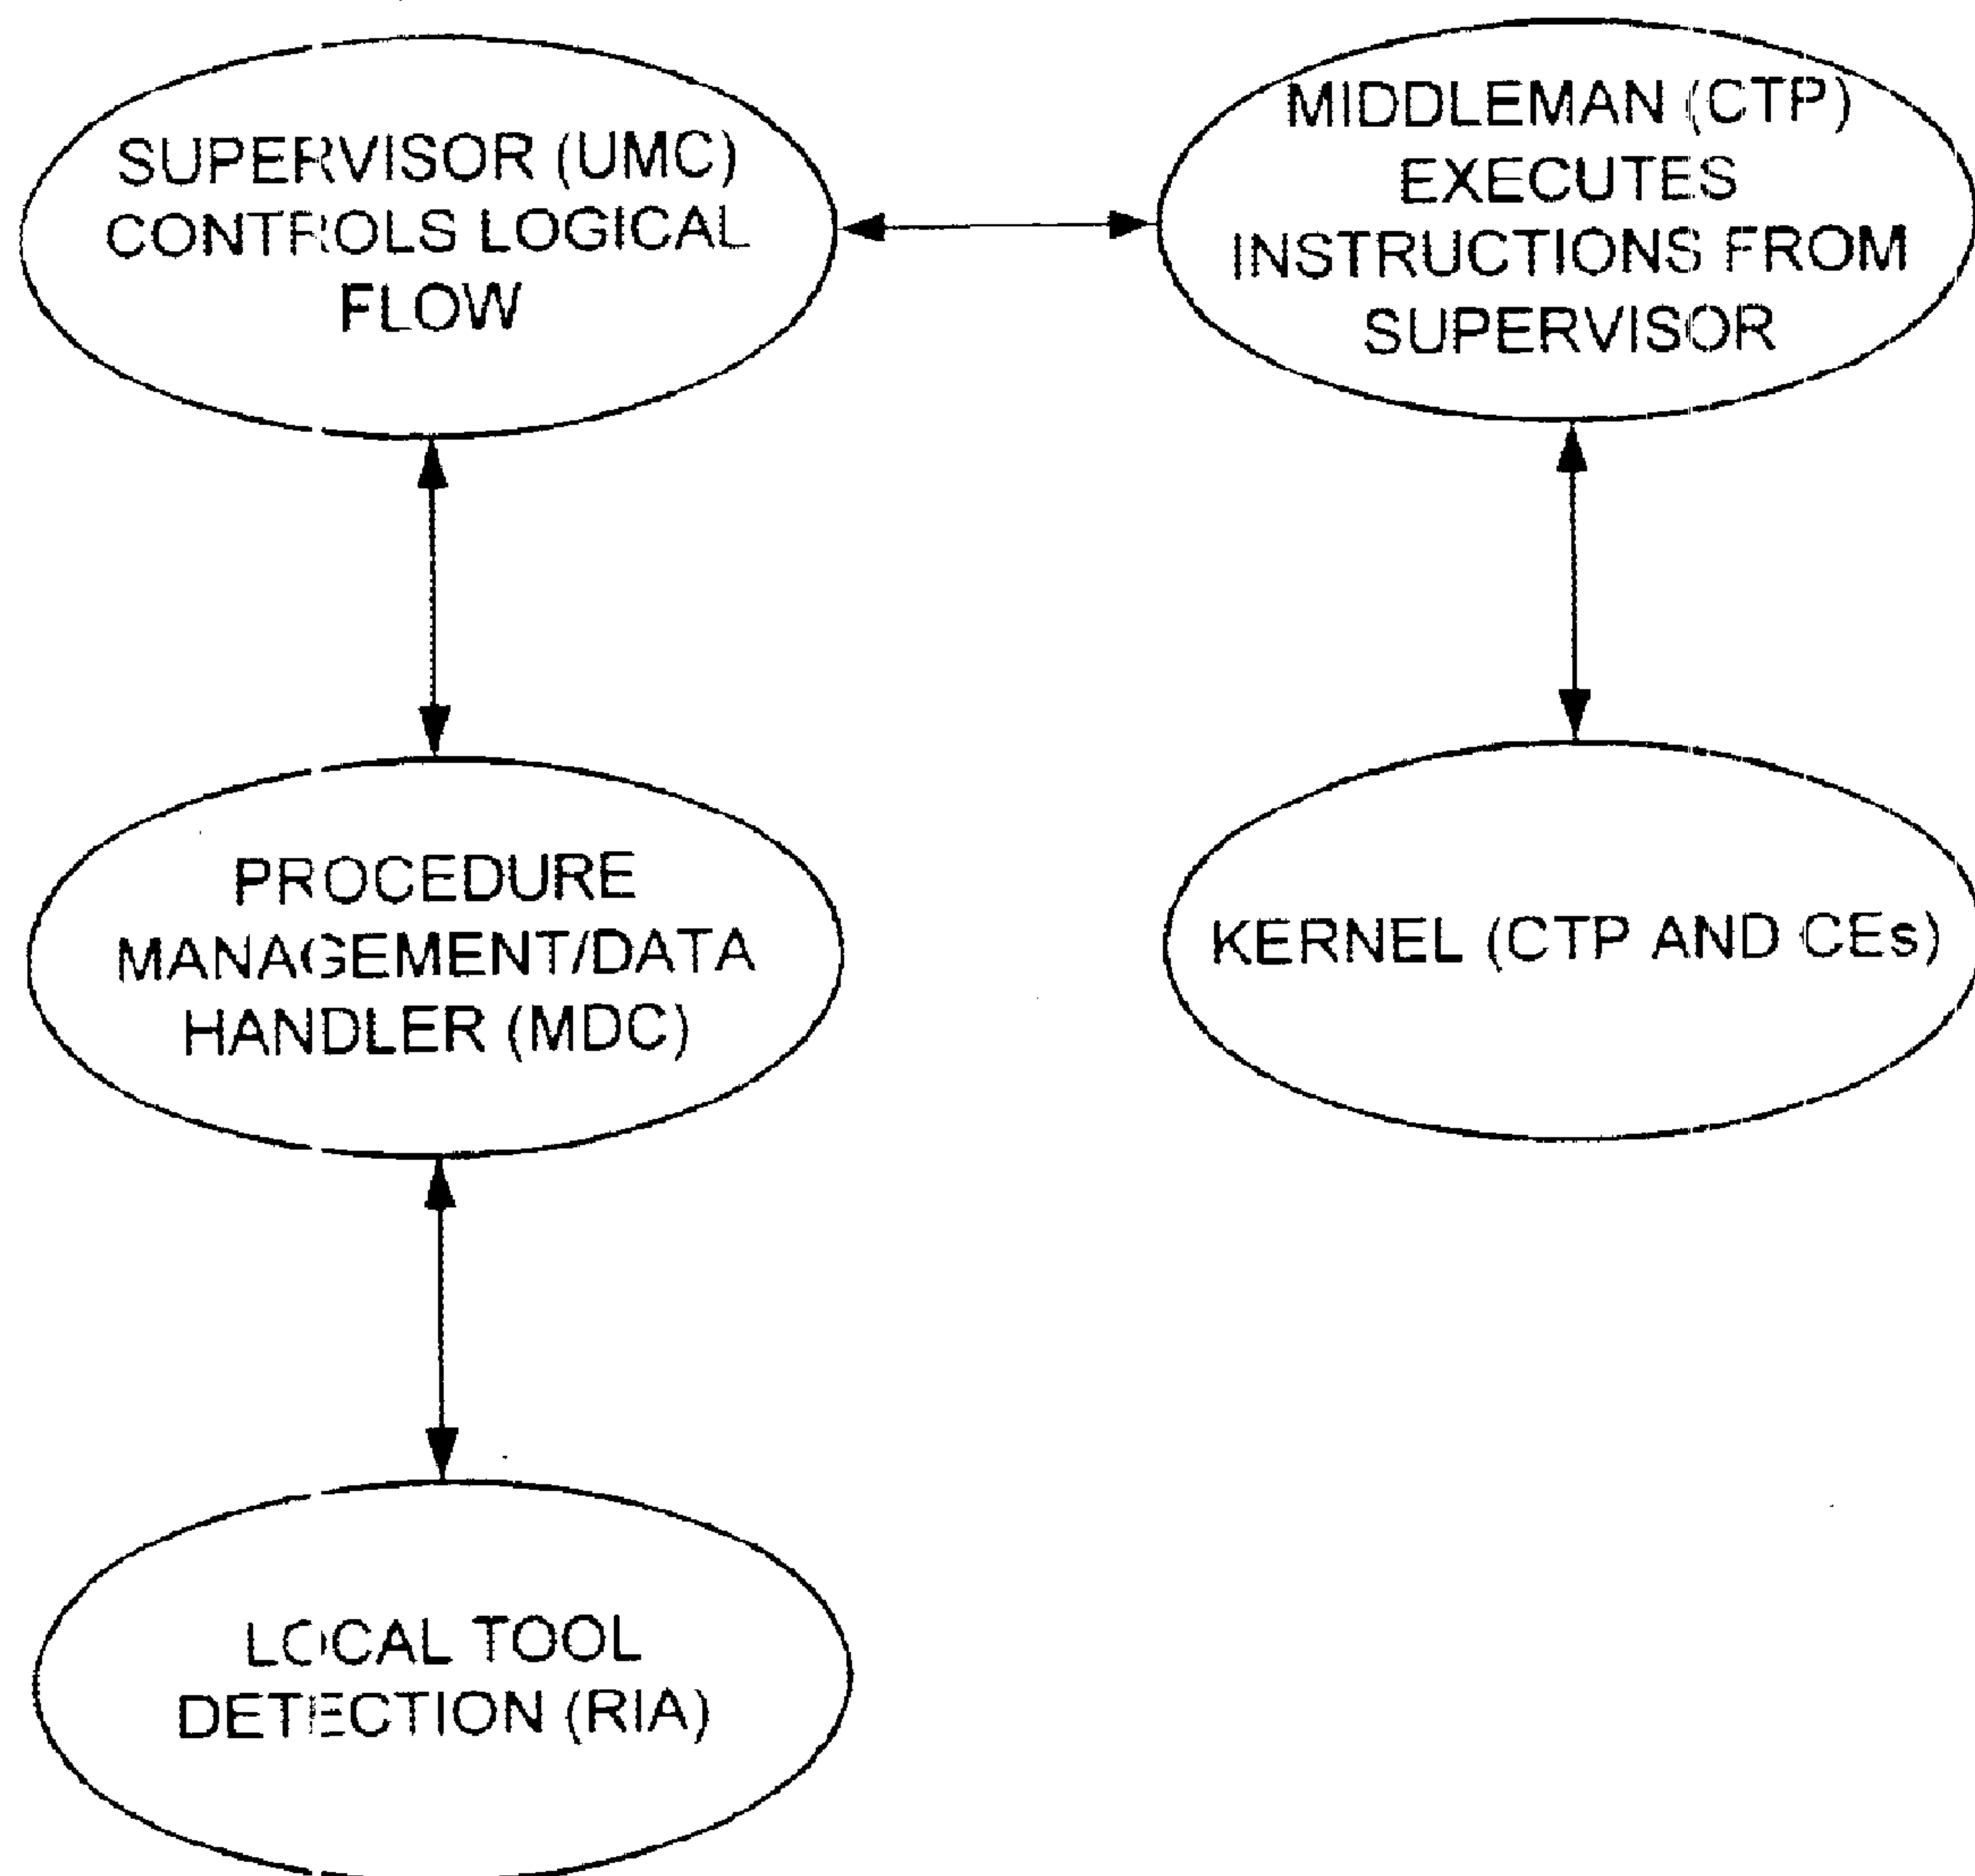 SUPERVISOR (UMC)
CONTROLS LOGICAL
FLOW
MIDDLEMAN (CTP)
EXECUTES
INSTRUCTIONS FROM
SUPERVISOR
PROCEDURE
MANAGEMENT/DATA
HANDLER (MDC)
KERNEL (CTP AND CEs)
LOCAL TOOL
DETECTION (RIA)